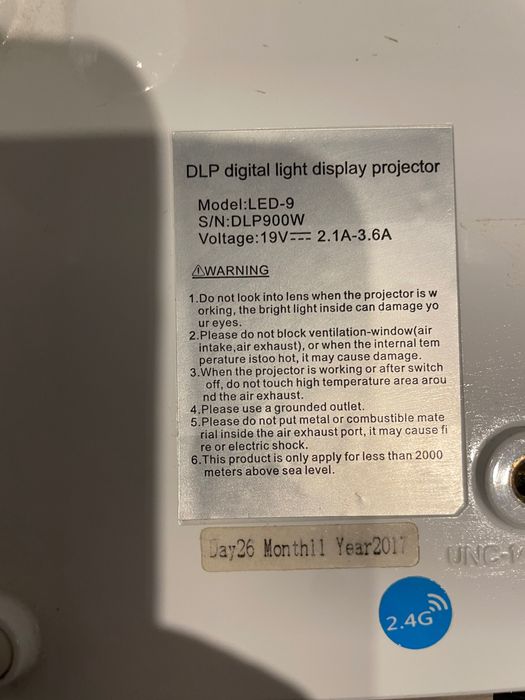 DLP digital light display projector
Model:LED-9
S/N:DLP900W
Voltage:19V⎓ 2.1A-3.6A
⚠WARNING
1.Do not look into lens when the projector is w
orking, the bright light inside can damage yo
ur eyes.
2.Please do not block ventilation-window(air
intake,air exhaust), or when the internal tem
perature istoo hot, it may cause damage.
3.When the projector is working or after switch
off, do not touch high temperature area arou
nd the air exhaust.
4.Please use a grounded outlet.
5.Please do not put metal or combustible mate
rial inside the air exhaust port, it may cause fi
re or electric shock.
6.This product is only apply for less than 2000
meters above sea level.
Day26 Month11 Year2017
UNC-1/4
2.4G